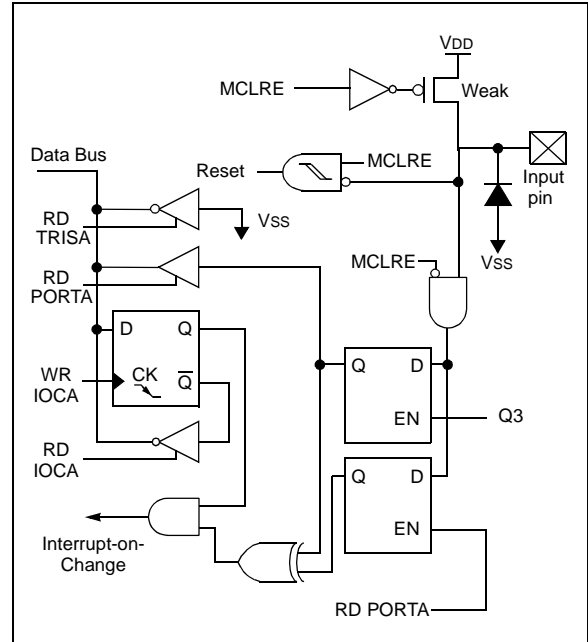 VDD
MCLRE
Weak
Data Bus
Reset
MCLRE
Input
pin
RD
TRISA
VSS
VSS
RD
PORTA
MCLRE
D
Q
Q
D
WR
IOCA
CK
Q
EN
Q3
RD
IOCA
Q
D
EN
Interrupt-on-
Change
RD PORTA